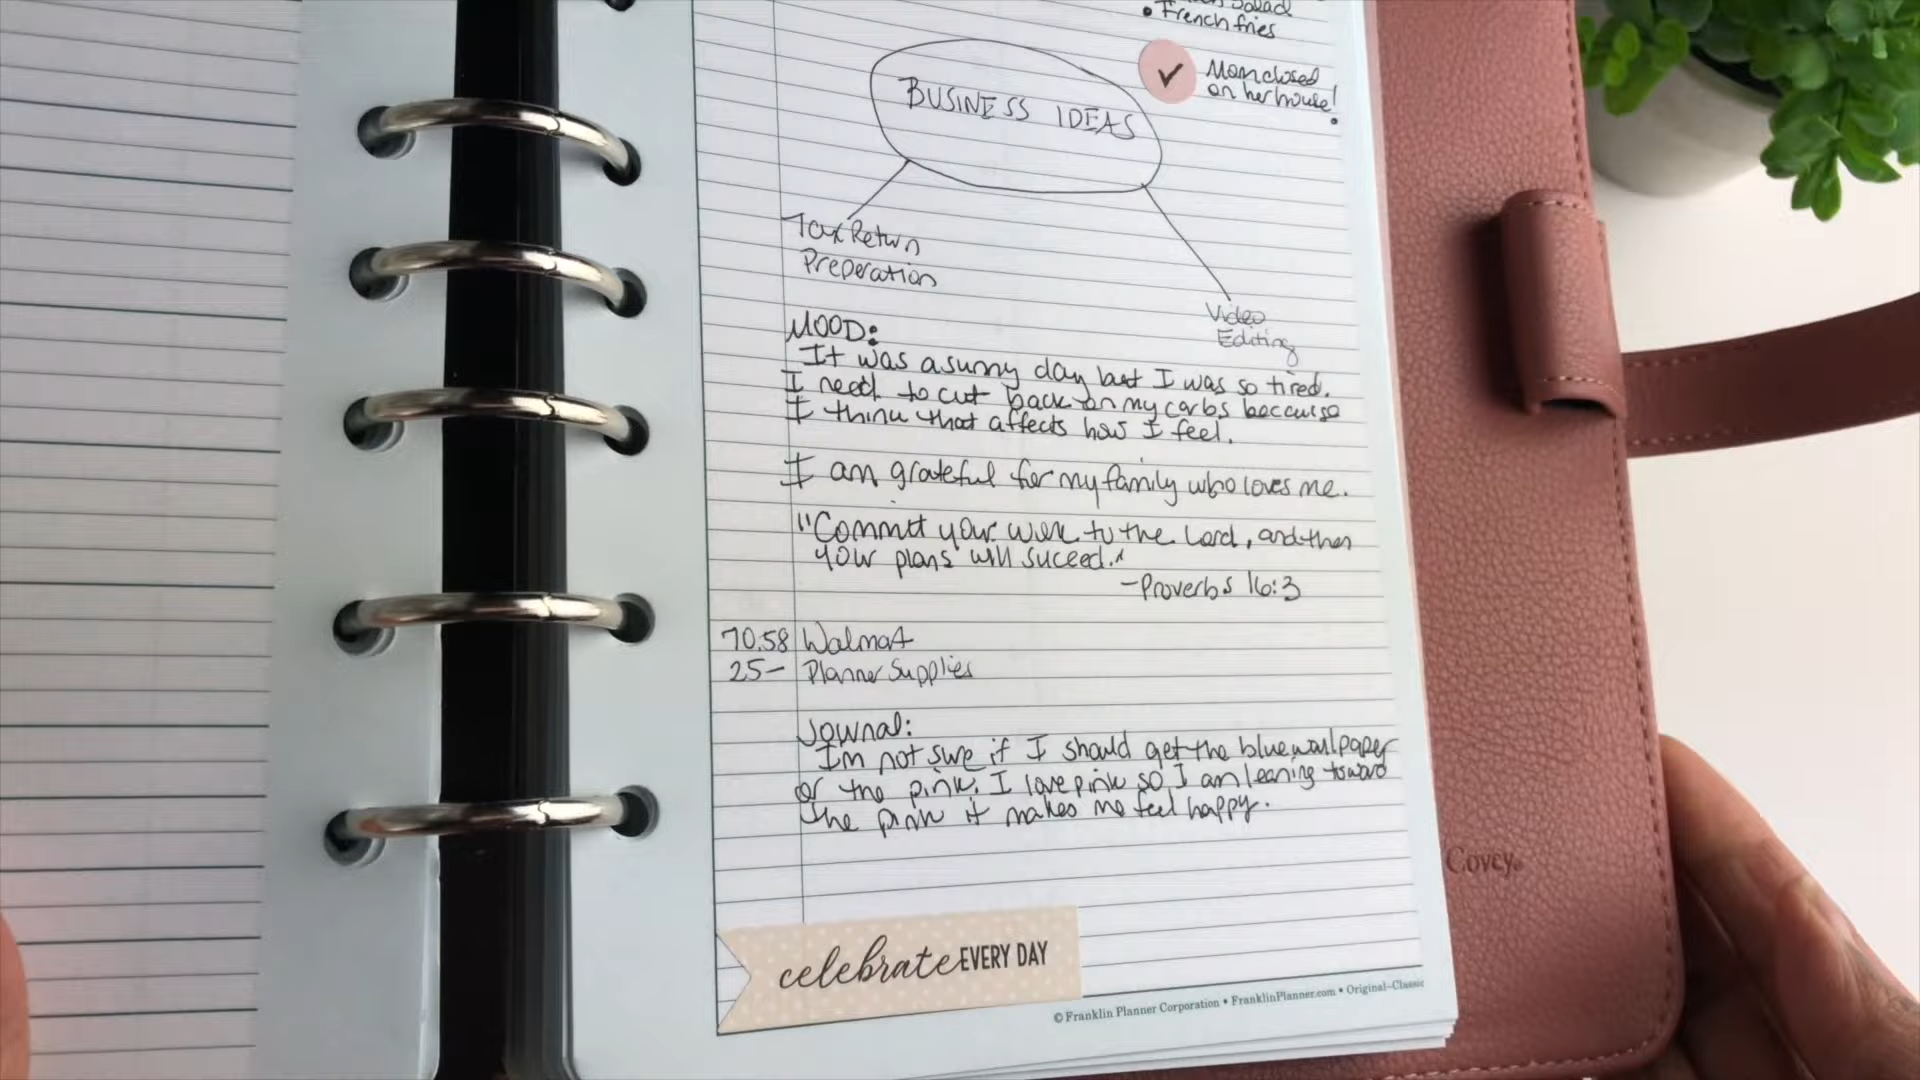 Salad
• French fries
✓ Mom closed
on her house!
BUSINESS IDEAS
Tax Return
Preperation
Video
Editing
MOOD:
It was a sunny day but I was so tired.
I need to cut back on my carbs because
I think that affects how I feel.
I am grateful for my family who loves me.
"Commit your work to the Lord, and then
your plans will suceed."
-Proverbs 16:3
70.58 Walmart
25- Planner Supplies
Journal:
I'm not sure if I should get the blue wallpaper
or the pink. I love pink so I am leaning toward
the pink it makes me feel happy.
celebrate EVERY DAY
© Franklin Planner Corporation • FranklinPlanner.com • Original-Classic
Covey®